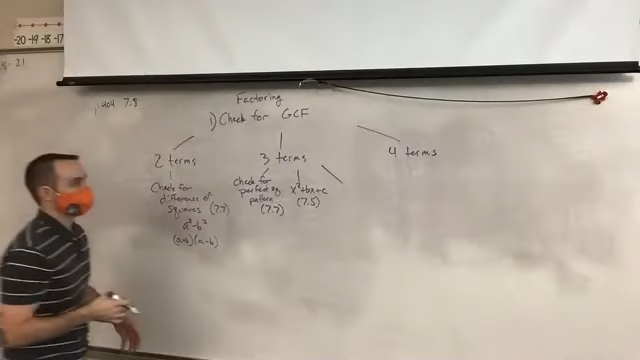 -20 -19 -18 -17
21
7.8
Factoring
1) Check for GCF
2 terms
3 terms
4 terms
Check for
difference of
squares (7.7)
a²-b²
(a+b)(a-b)
Check for
perfect sq
pattern
(7.7)
x²+bx+c
(7.5)